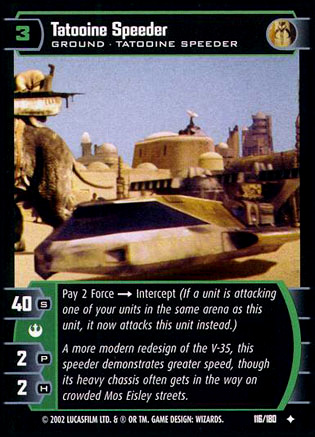 3
Tatooine Speeder
GROUND · TATOOINE SPEEDER
40 S
Pay 2 Force → Intercept (If a unit is attacking
one of your units in the same arena as this
unit, it now attacks this unit instead.)
2 P
2 H
A more modern redesign of the V-35, this
speeder demonstrates greater speed, though
its heavy chassis often gets in the way on
crowded Mos Eisley streets.
© 2002 LUCASFILM LTD. & ® OR TM. GAME DESIGN: WIZARDS.
116/180